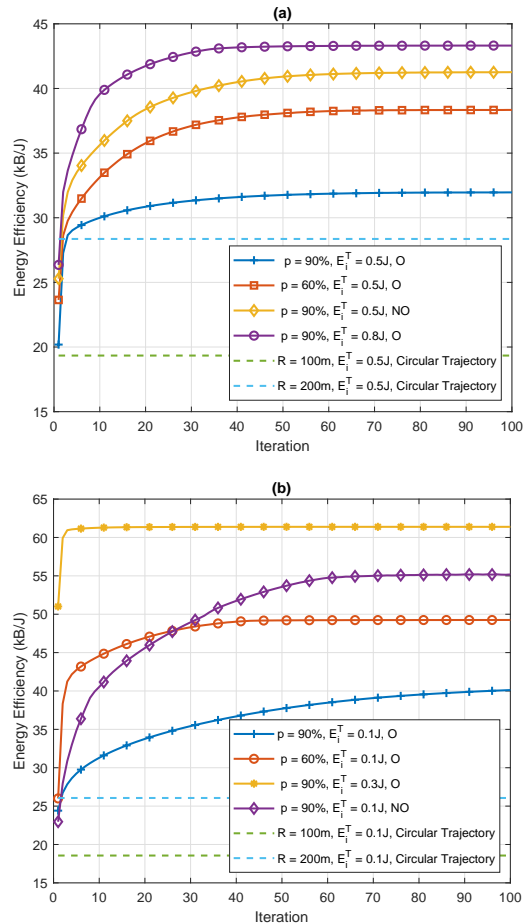 (a)
45
40
35
30
25
20
15
Energy Efficiency (kB/J)
p = 90%, E_i^T = 0.5J, O
p = 60%, E_i^T = 0.5J, O
p = 90%, E_i^T = 0.5J, NO
p = 90%, E_i^T = 0.8J, O
R = 100m, E_i^T = 0.5J, Circular Trajectory
R = 200m, E_i^T = 0.5J, Circular Trajectory
0 10 20 30 40 50 60 70 80 90 100
Iteration
(b)
65
60
55
50
45
40
35
30
25
20
15
Energy Efficiency (kB/J)
p = 90%, E_i^T = 0.1J, O
p = 60%, E_i^T = 0.1J, O
p = 90%, E_i^T = 0.3J, O
p = 90%, E_i^T = 0.1J, NO
R = 100m, E_i^T = 0.1J, Circular Trajectory
R = 200m, E_i^T = 0.1J, Circular Trajectory
0 10 20 30 40 50 60 70 80 90 100
Iteration